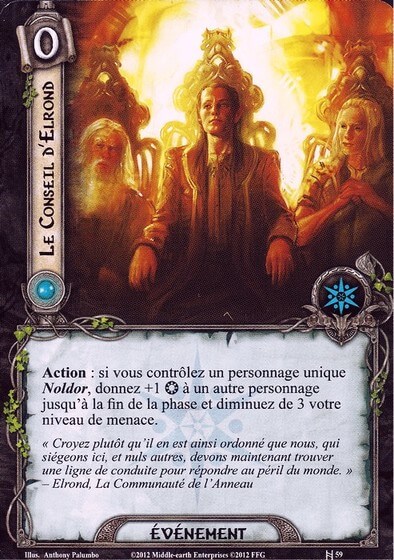 0
LE CONSEIL D'ELROND
Action : si vous contrôlez un personnage unique
Noldor, donnez +1 à un autre personnage
jusqu'à la fin de la phase et diminuez de 3 votre
niveau de menace.
« Croyez plutôt qu'il en est ainsi ordonné que nous, qui
siégeons ici, et nuls autres, devons maintenant trouver
une ligne de conduite pour répondre au péril du monde. »
– Elrond, La Communauté de l'Anneau
ÉVÉNEMENT
Illus. Anthony Palumbo ©2012 Middle-earth Enterprises ©2012 FFG 59